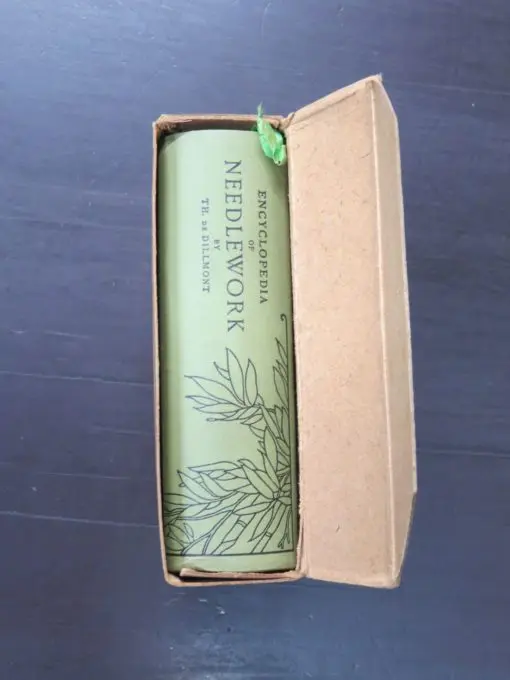 ENCYCLOPEDIA
OF
NEEDLEWORK
BY
TH. DE DILLMONT